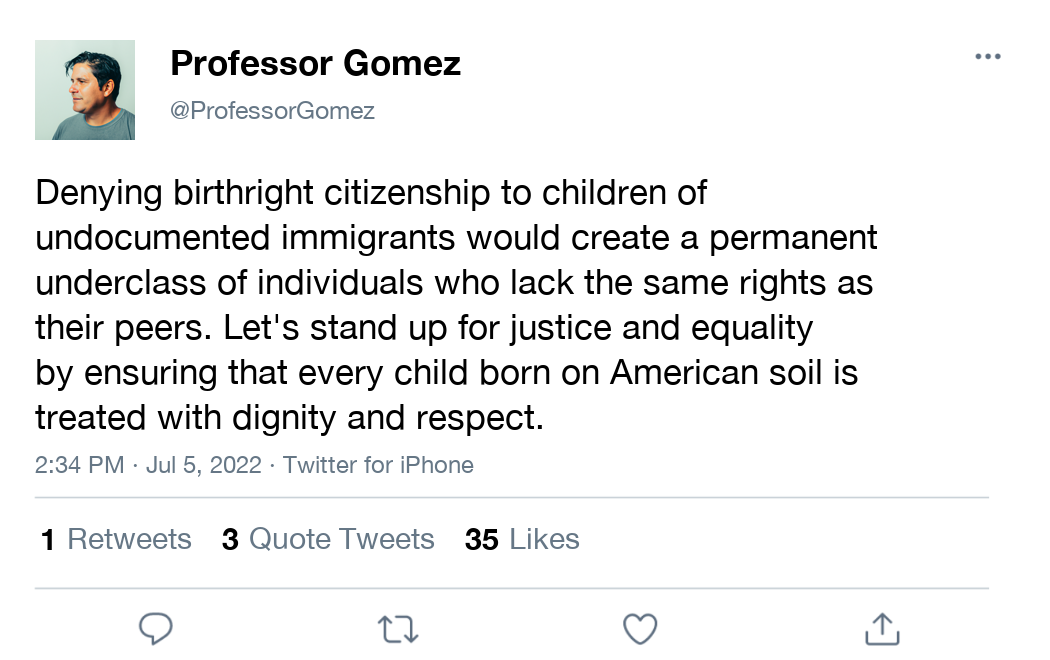 Professor Gomez
@ProfessorGomez
Denying birthright citizenship to children of
undocumented immigrants would create a permanent
underclass of individuals who lack the same rights as
their peers. Let's stand up for justice and equality
by ensuring that every child born on American soil is
treated with dignity and respect.
2:34 PM · Jul 5, 2022 · Twitter for iPhone
1 Retweets 3 Quote Tweets 35 Likes